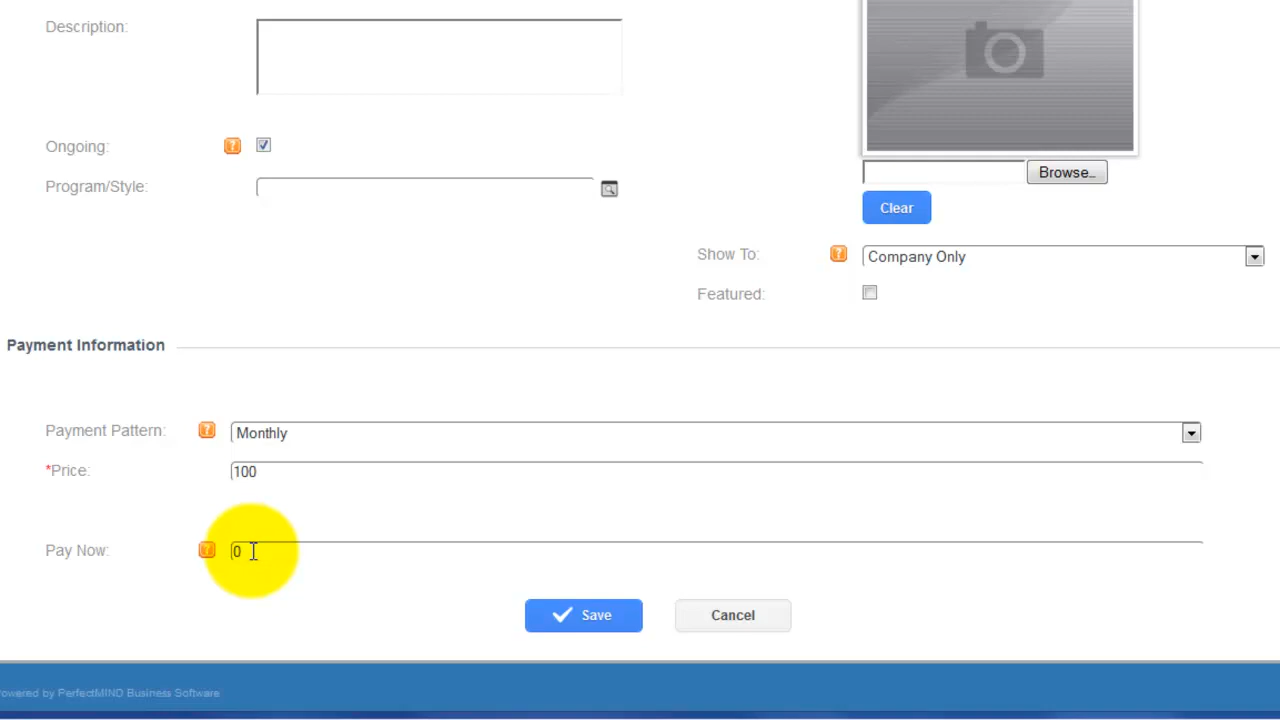 Description:
Ongoing:
Program/Style:
Browse...
Clear
Show To:
Company Only
Featured:
Payment Information
Payment Pattern:
Monthly
*Price:
100
Pay Now:
0
Save
Cancel
owered by PerfectMIND Business Software